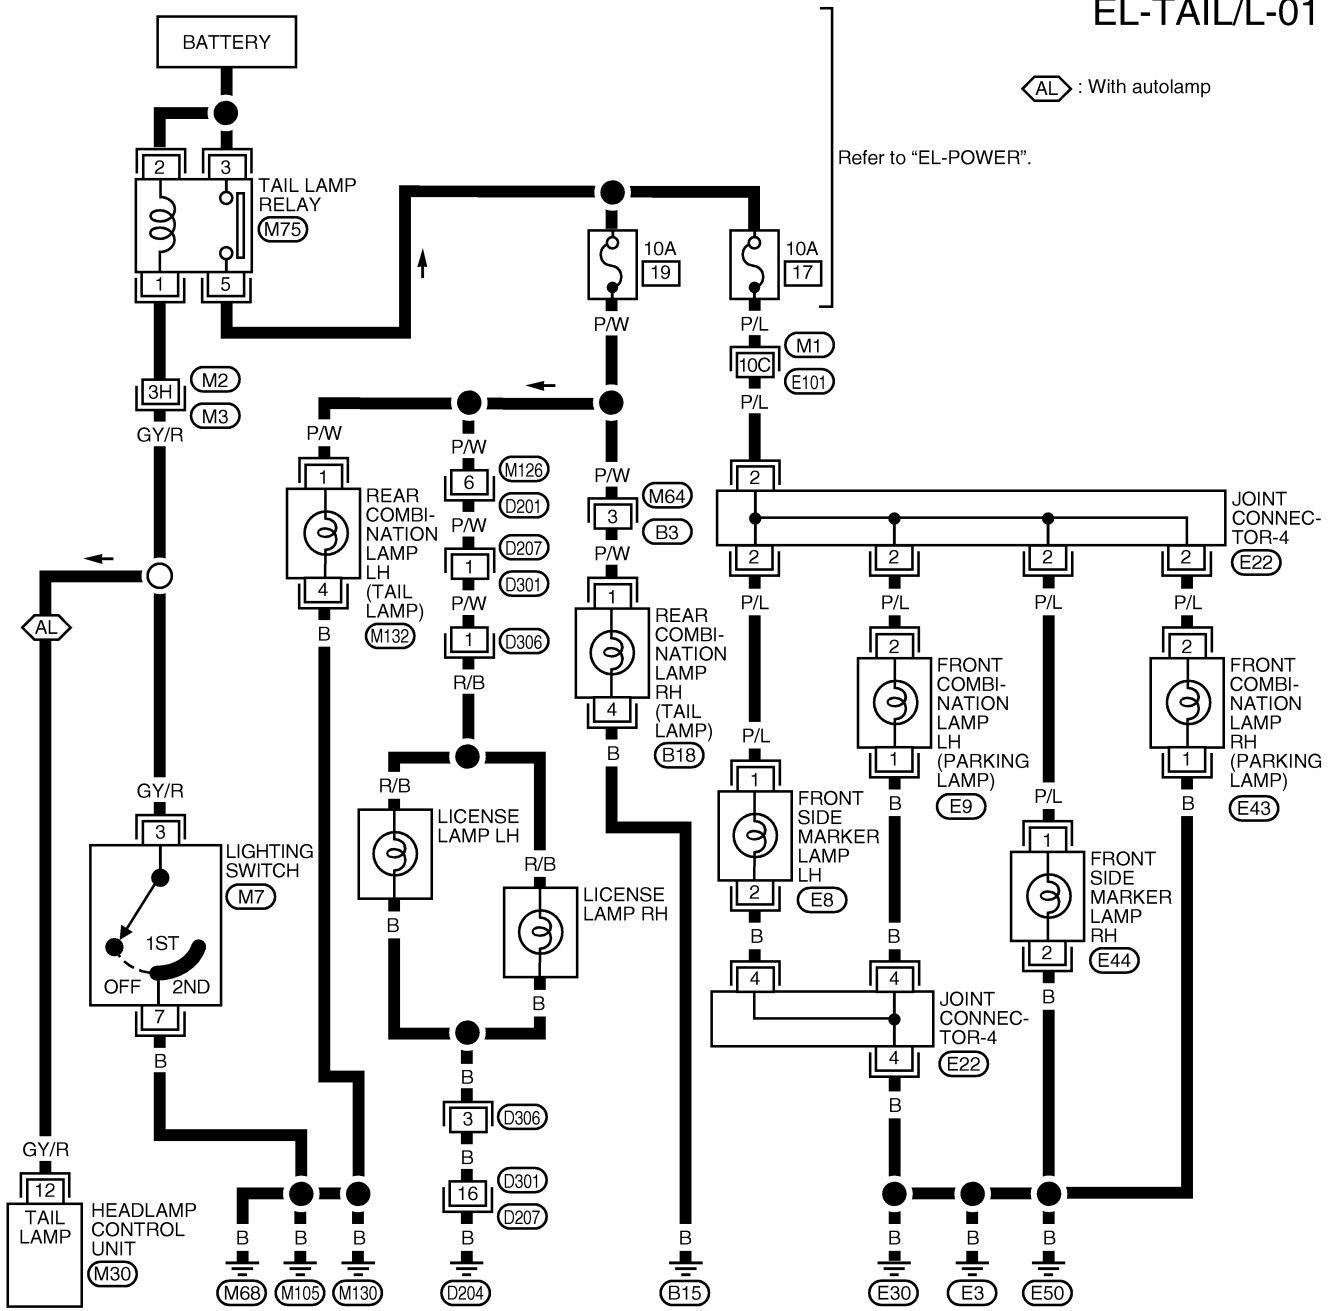 EL-TAIL/L-01
BATTERY
AL : With autolamp
Refer to “EL-POWER”.
2 3
TAIL LAMP
RELAY
M75
1 5
10A
19
10A
17
P/W
P/L
M1
10C
E101
P/L
3H
M2
M3
GY/R
P/W
P/W
P/W
1
6
M126
D201
P/W
1
D207
D301
P/W
1
D306
R/B
REAR
COMBI-
NATION
LAMP
LH
(TAIL
LAMP)
M132
4
B
3
M64
B3
P/W
1
REAR
COMBI-
NATION
LAMP
RH
(TAIL
LAMP)
B18
4
B
2
JOINT
CONNEC-
TOR-4
E22
2 2 2 2
P/L P/L P/L P/L
AL
2
FRONT
COMBI-
NATION
LAMP
LH
(PARKING
LAMP)
E9
1
B
2
FRONT
COMBI-
NATION
LAMP
RH
(PARKING
LAMP)
E43
1
B
P/L
1
FRONT
SIDE
MARKER
LAMP
LH
E8
2
B
P/L
1
FRONT
SIDE
MARKER
LAMP
RH
E44
2
B
R/B
LICENSE
LAMP LH
B
R/B
LICENSE
LAMP RH
B
GY/R
3
LIGHTING
SWITCH
M7
1ST
OFF 2ND
7
B
B
4 4
JOINT
CONNEC-
TOR-4
E22
4
B
B
3
D306
B
16
D301
D207
GY/R
12
TAIL
LAMP
HEADLAMP
CONTROL
UNIT
M30
B B B B B B B B
M68 M105 M130 D204 B15 E30 E3 E50